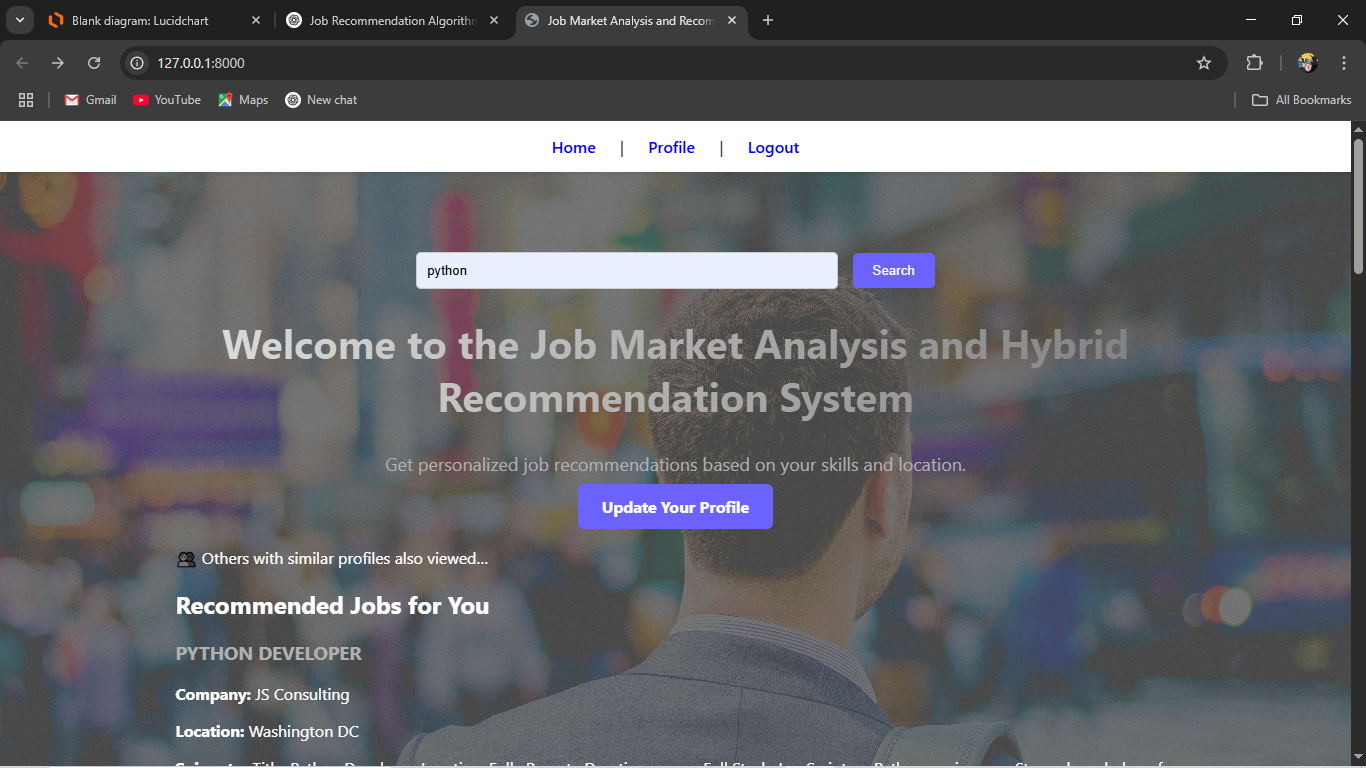 Blank diagram: Lucidchart
Job Recommendation Algorithm
Job Market Analysis and Recom
127.0.0.1:8000
Gmail
YouTube
Maps
New chat
All Bookmarks
Home | Profile | Logout
python
Search
Welcome to the Job Market Analysis and Hybrid
Recommendation System
Get personalized job recommendations based on your skills and location.
Update Your Profile
Others with similar profiles also viewed...
Recommended Jobs for You
PYTHON DEVELOPER
Company: JS Consulting
Location: Washington DC